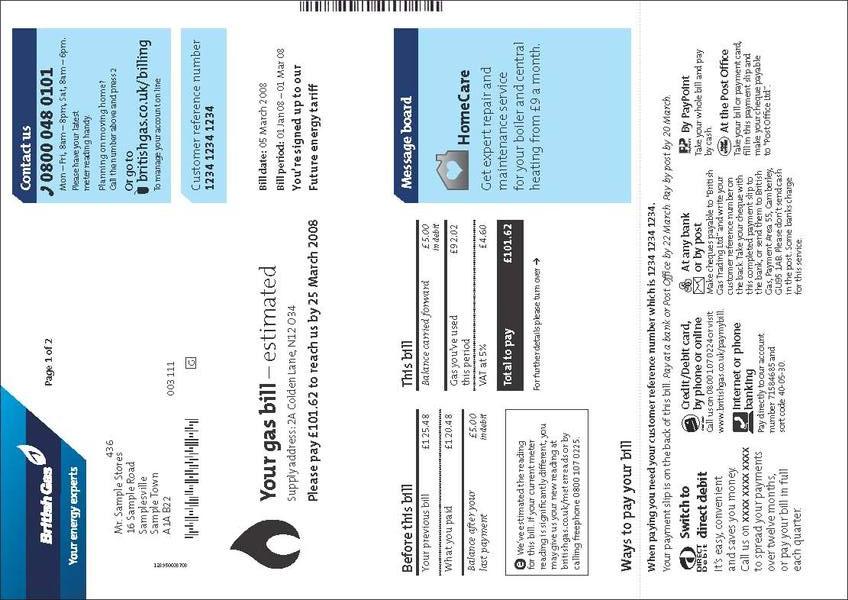 British Gas
Your energy experts
Page 1 of 2
Contact us
0800 048 0101
Mon – Fri, 8am – 8pm, Sat, 8am – 6pm.
Please have your latest
meter reading handy.
Planning on moving home?
Call the number above and press 2
Or go to
britishgas.co.uk/billing
To manage your account on line
436
Mr. Sample Stores
16 Sample Road
Samplesville
Sample Town
A1A B22
003 111
G
Customer reference number
1234 1234 1234
Your gas bill – estimated
Supply address: 2A Colden Lane, N12 O34
Please pay £101.62 to reach us by 25 March 2008
Bill date: 05 March 2008
Bill period: 01 Jan 08 – 01 Mar 08
You're signed up to our
Future energy tariff
Before this bill
Your previous bill £125.48
What you paid £120.48
Balance after your £5.00
last payment in debit
E We've estimated the reading
for this bill. If your current meter
reading is significantly different, you
may give us your new reading at
britishgas.co.uk/meterreads or by
calling freephone 0800 107 0225.
This bill
Balance carried forward £5.00
in debit
Gas you've used £92.02
this period
VAT at 5% £4.60
Total to pay £101.62
For further details please turn over →
Message board
HomeCare
Get expert repair and
maintenance service
for your boiler and central
heating from £9 a month.
Ways to pay your bill
When paying you need your customer reference number which is 1234 1234 1234.
Your payment slip is on the back of this bill. Pay at a bank or Post Office by 22 March. Pay by post by 20 March.
DIRECT Debit
Switch to
direct debit
It's easy, convenient
and saves you money.
Call us on xxxx xxx xxxx
to spread your payments
over twelve months,
or pay your bill in full
each quarter.
Credit/Debit card,
by phone or online
Call us on 0800 107 0224 or visit
www.britishgas.co.uk/paymybill.
Internet or phone
banking
Pay directly to our account
number 71584685 and
sort code 40-05-30.
At any bank
or by post
Make cheques payable to "British
Gas Trading Ltd" and write your
customer reference number on
the back. Take your cheque with
this completed payment slip to
the bank, or send them to British
Gas, Payment Area 55, Camberley,
GU95 1AB. Please don't send cash
in the post. Some banks charge
for this service.
By PayPoint
Take your whole bill and pay
by cash.
At the Post Office
Take your bill or payment card,
fill in this payment slip and
make your cheque payable
to "Post Office Ltd"